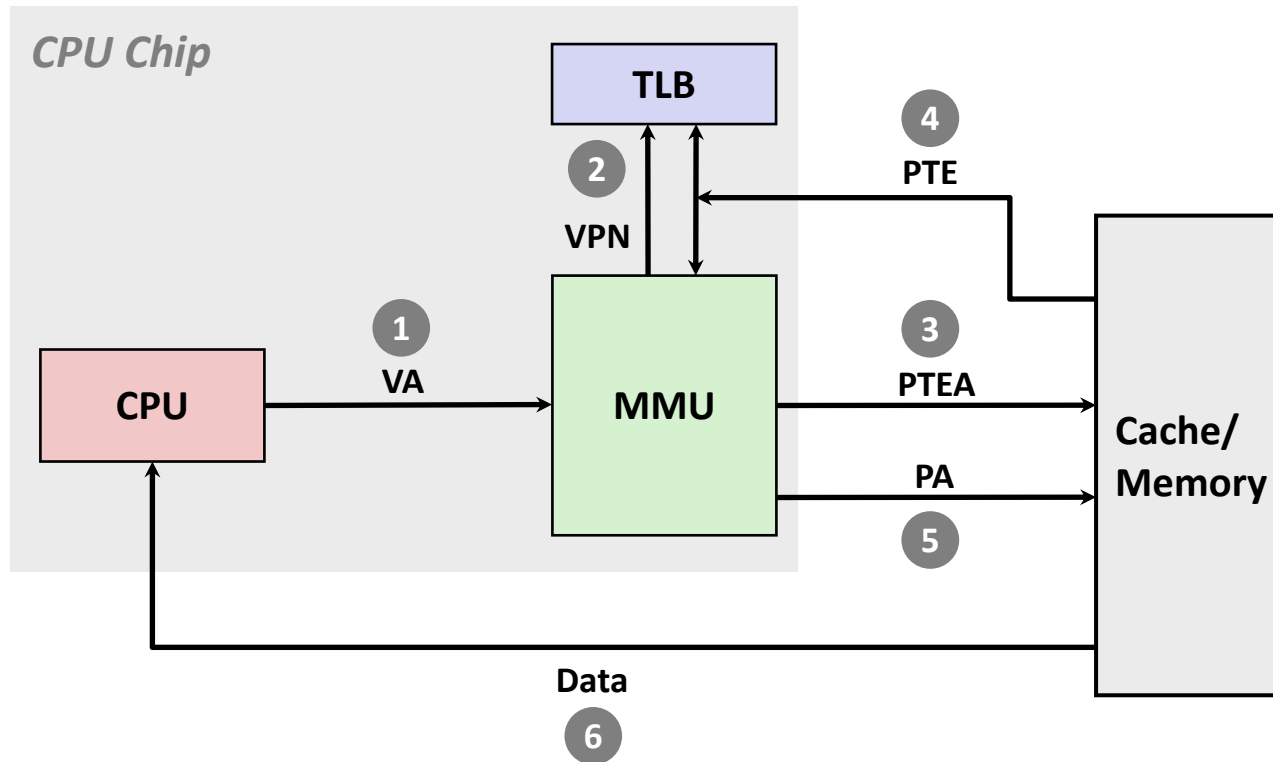 CPU Chip
TLB
4
2
PTE
VPN
1
3
VA
PTEA
CPU
MMU
Cache/
Memory
PA
5
Data
6